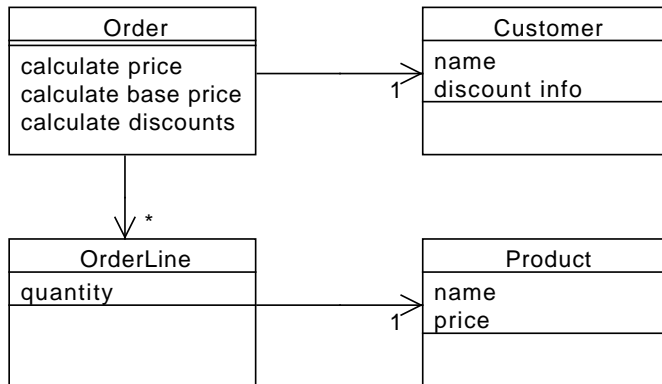 Order
calculate price
calculate base price
calculate discounts
Customer
name
discount info
1
*
OrderLine
quantity
Product
name
price
1